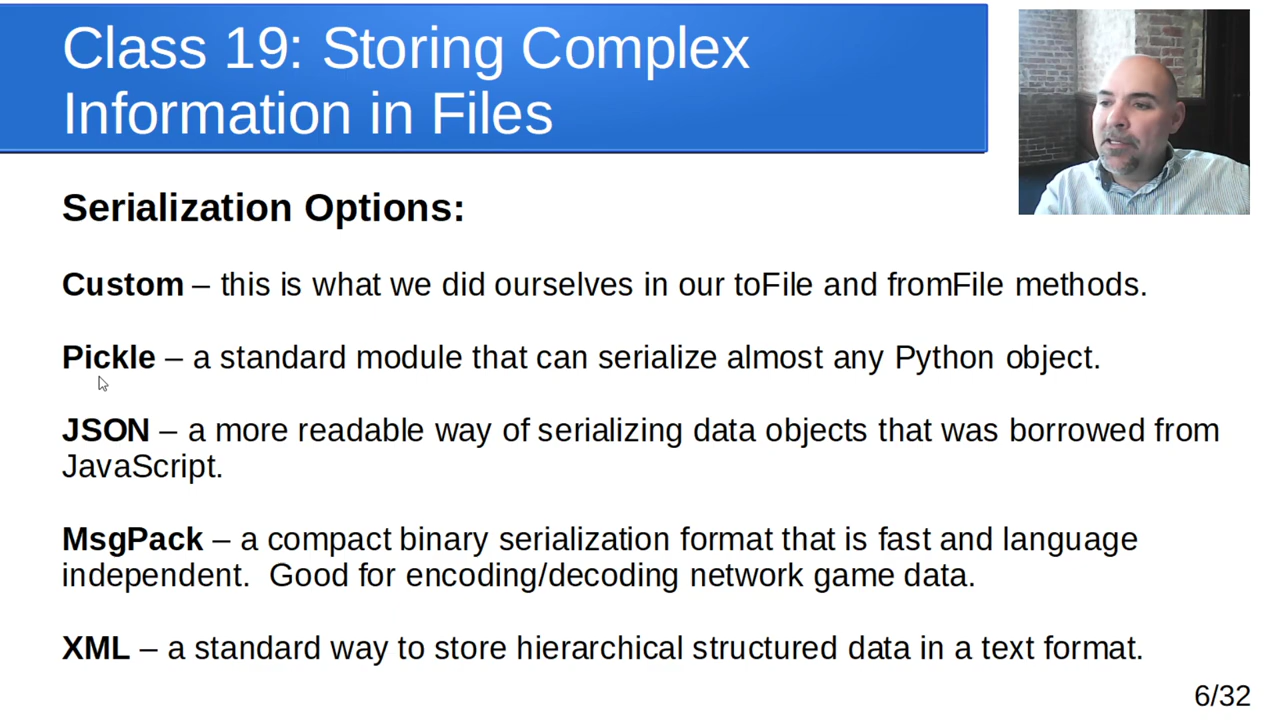 Class 19: Storing Complex
Information in Files
Serialization Options:
Custom – this is what we did ourselves in our toFile and fromFile methods.
Pickle – a standard module that can serialize almost any Python object.
JSON – a more readable way of serializing data objects that was borrowed from
JavaScript.
MsgPack – a compact binary serialization format that is fast and language
independent.  Good for encoding/decoding network game data.
XML – a standard way to store hierarchical structured data in a text format.
6/32